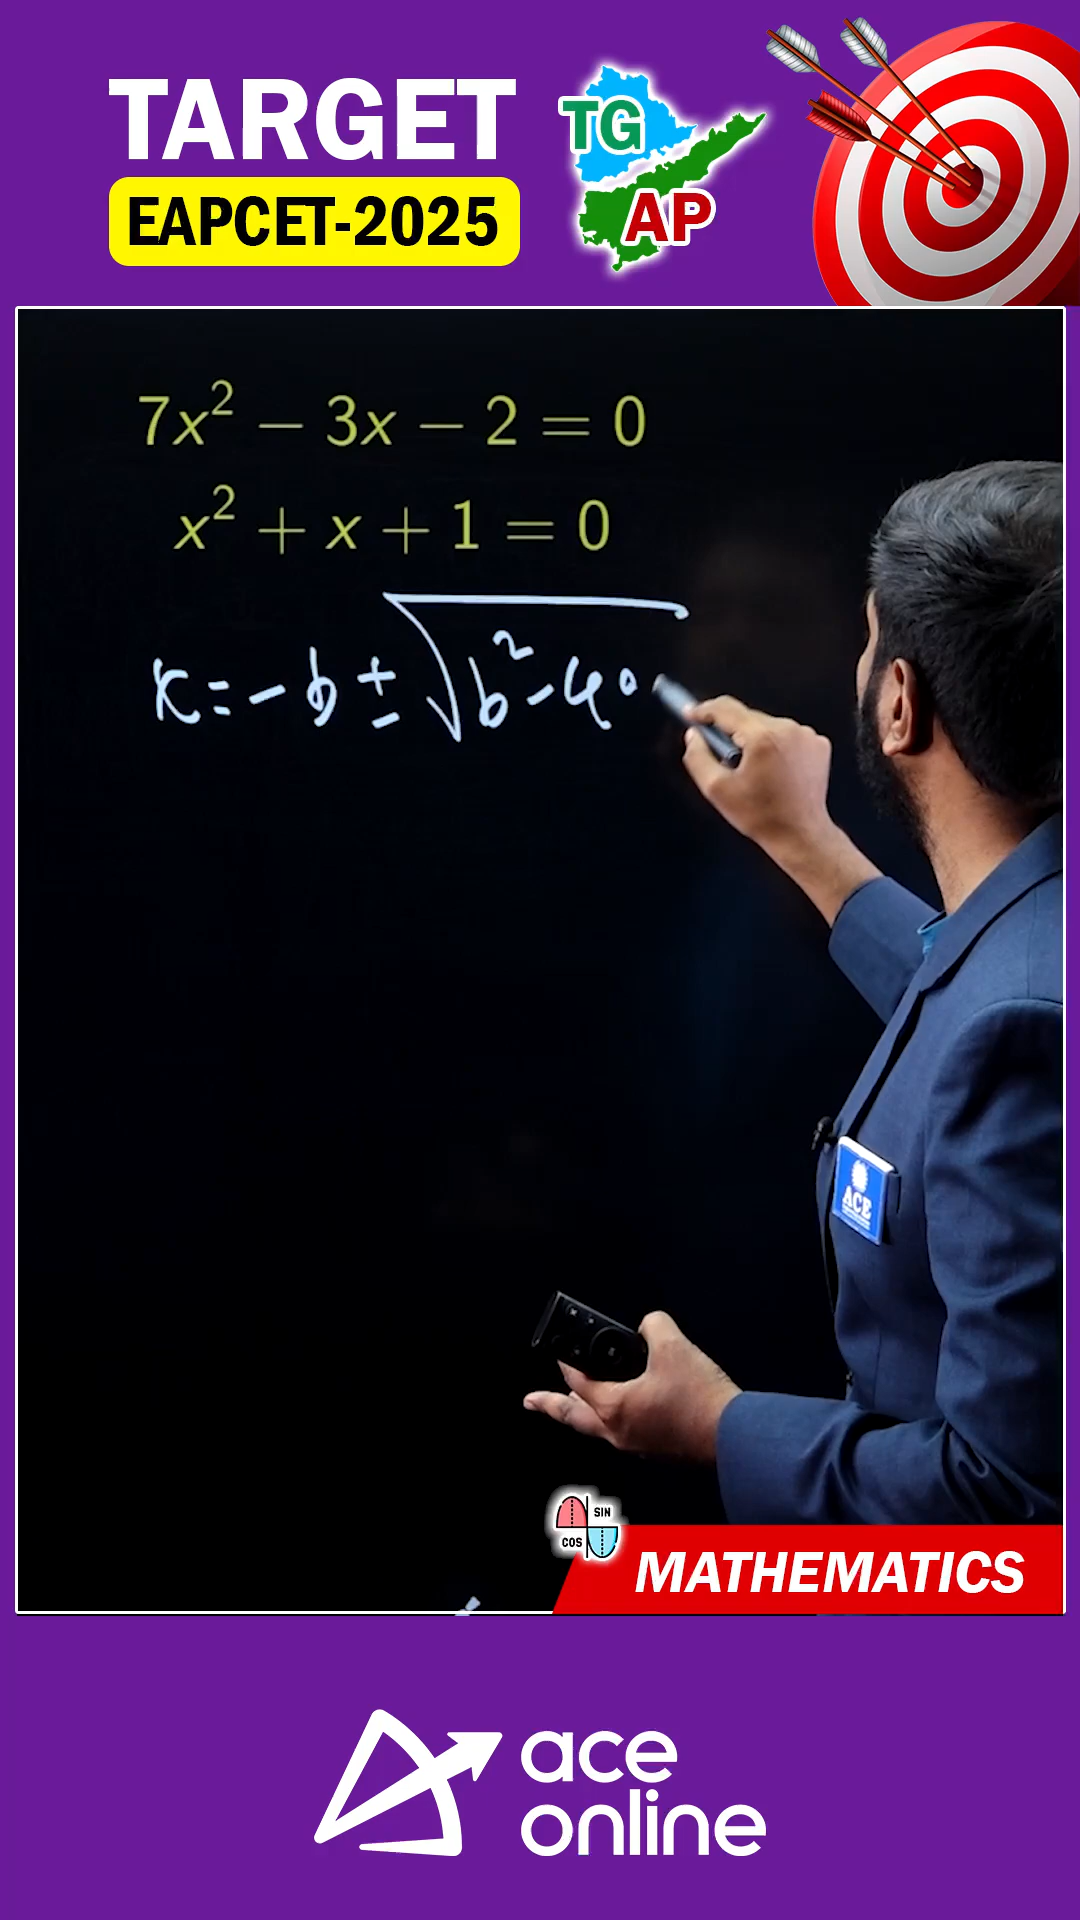 TARGET
TG
EAPCET-2025
AP
7x² − 3x − 2 = 0
x² + x + 1 = 0
x = -b ± √b² - 4a
ACE
SIN
COS
MATHEMATICS
ace
online